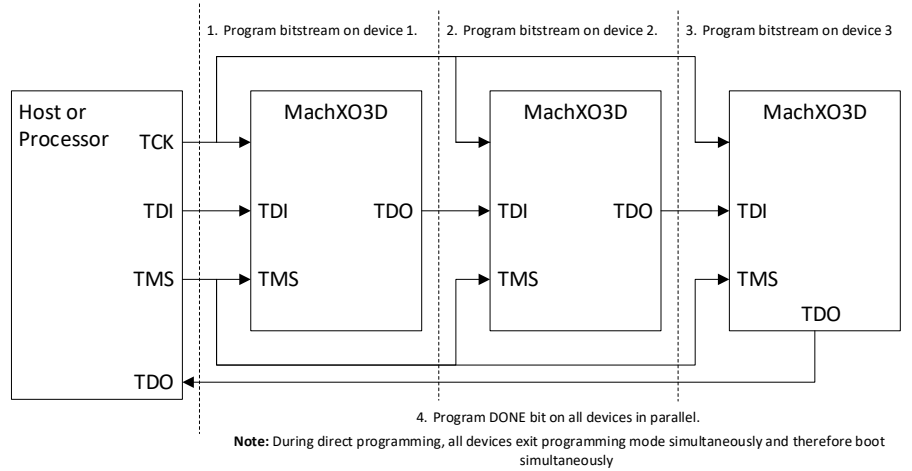 1. Program bitstream on device 1.
2. Program bitstream on device 2.
3. Program bitstream on device 3
Host or
Processor
TCK
TDI
TMS
TDO
MachXO3D
TDI
TDO
TMS
MachXO3D
TDI
TDO
TMS
MachXO3D
TDI
TMS
TDO
4. Program DONE bit on all devices in parallel.
Note: During direct programming, all devices exit programming mode simultaneously and therefore boot
simultaneously